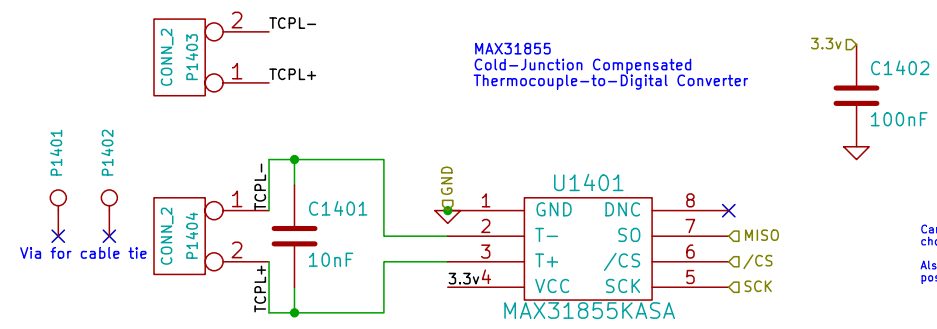 2
TCPL-
CONN_2
P1403
1
TCPL+
MAX31855
Cold-Junction Compensated
Thermocouple-to-Digital Converter
3.3v
C1402
100nF
P1401
P1402
Via for cable tie
CONN_2
P1404
1
TCPL-
2
TCPL+
C1401
10nF
GND
U1401
1
GND
DNC
8
2
T-
SO
7
MISO
3
T+
/CS
6
/CS
3.3v
4
VCC
SCK
5
SCK
MAX31855KASA
Als
pos